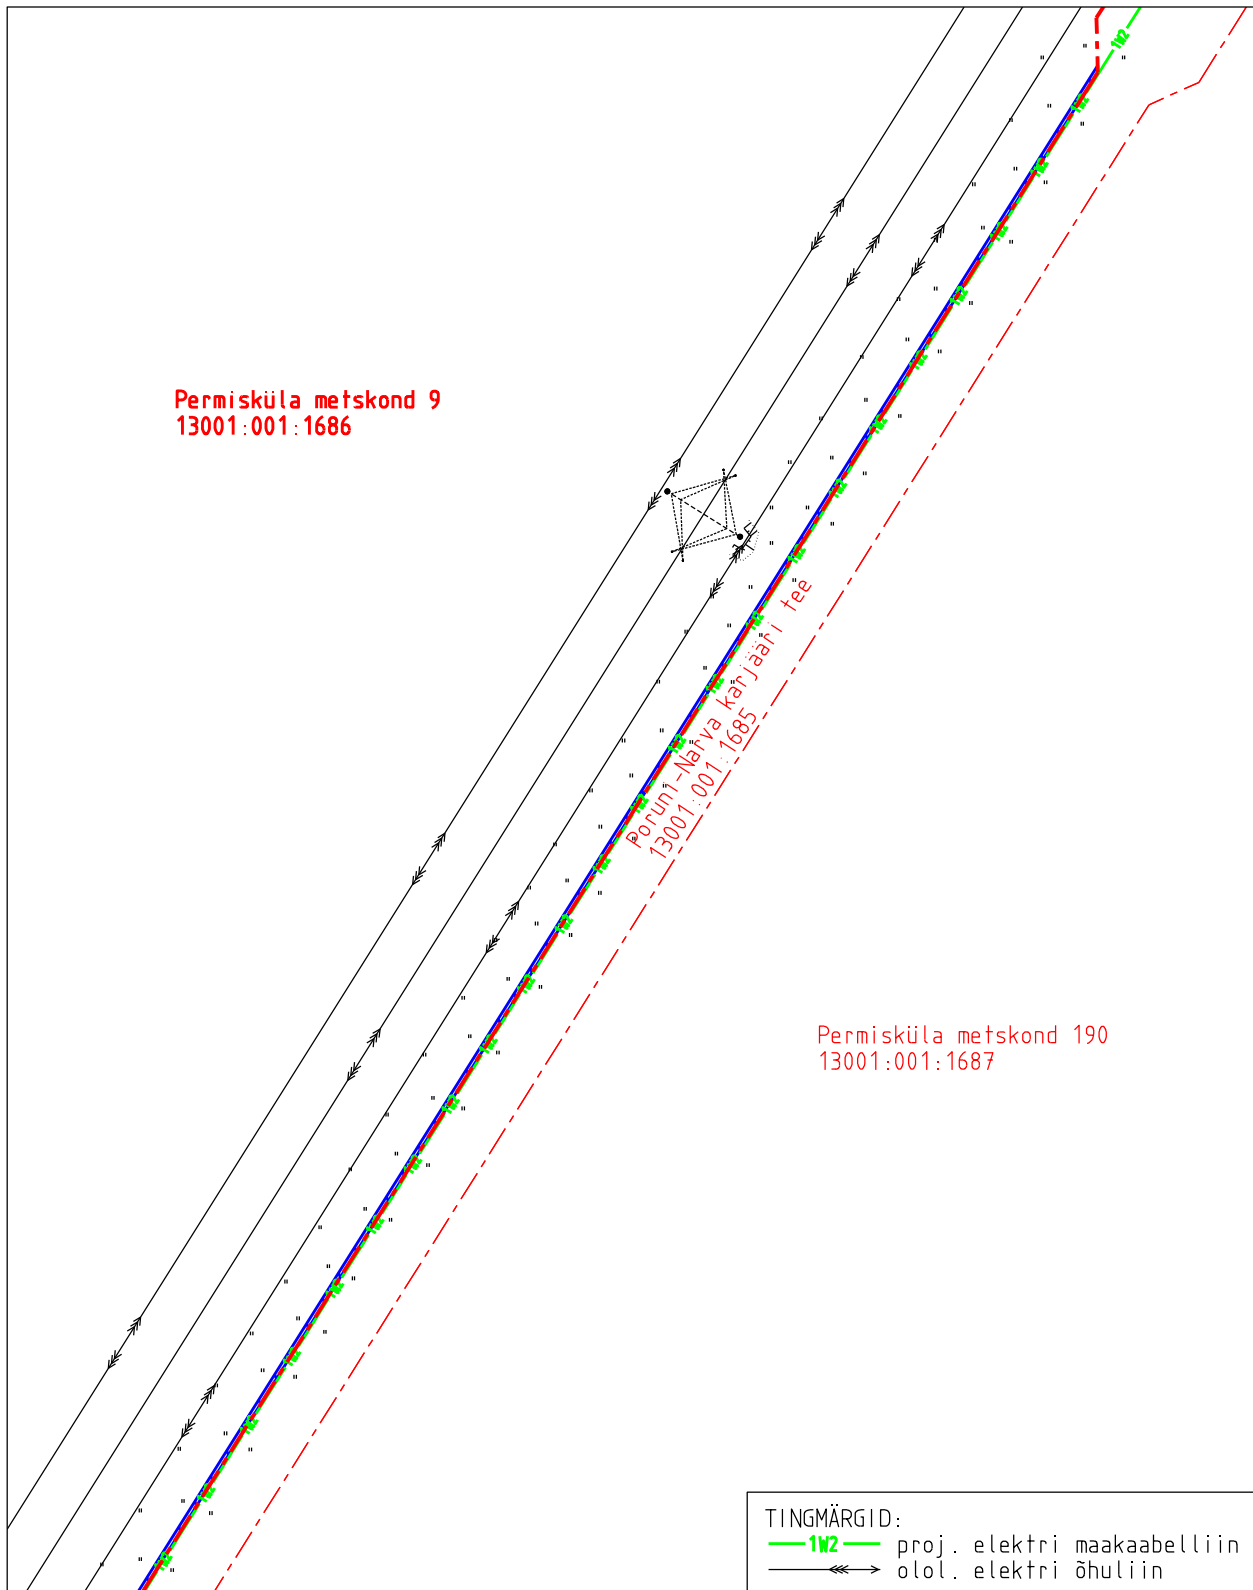 1W2
Permisküla metskond 9
13001:001:1686
Poruni-Narva karjääri tee
13001:001:1685
Permisküla metskond 190
13001:001:1687
TINGMÄRGID:
1W2 proj. elektri maakaabelliin
olol. elektri õhuliin